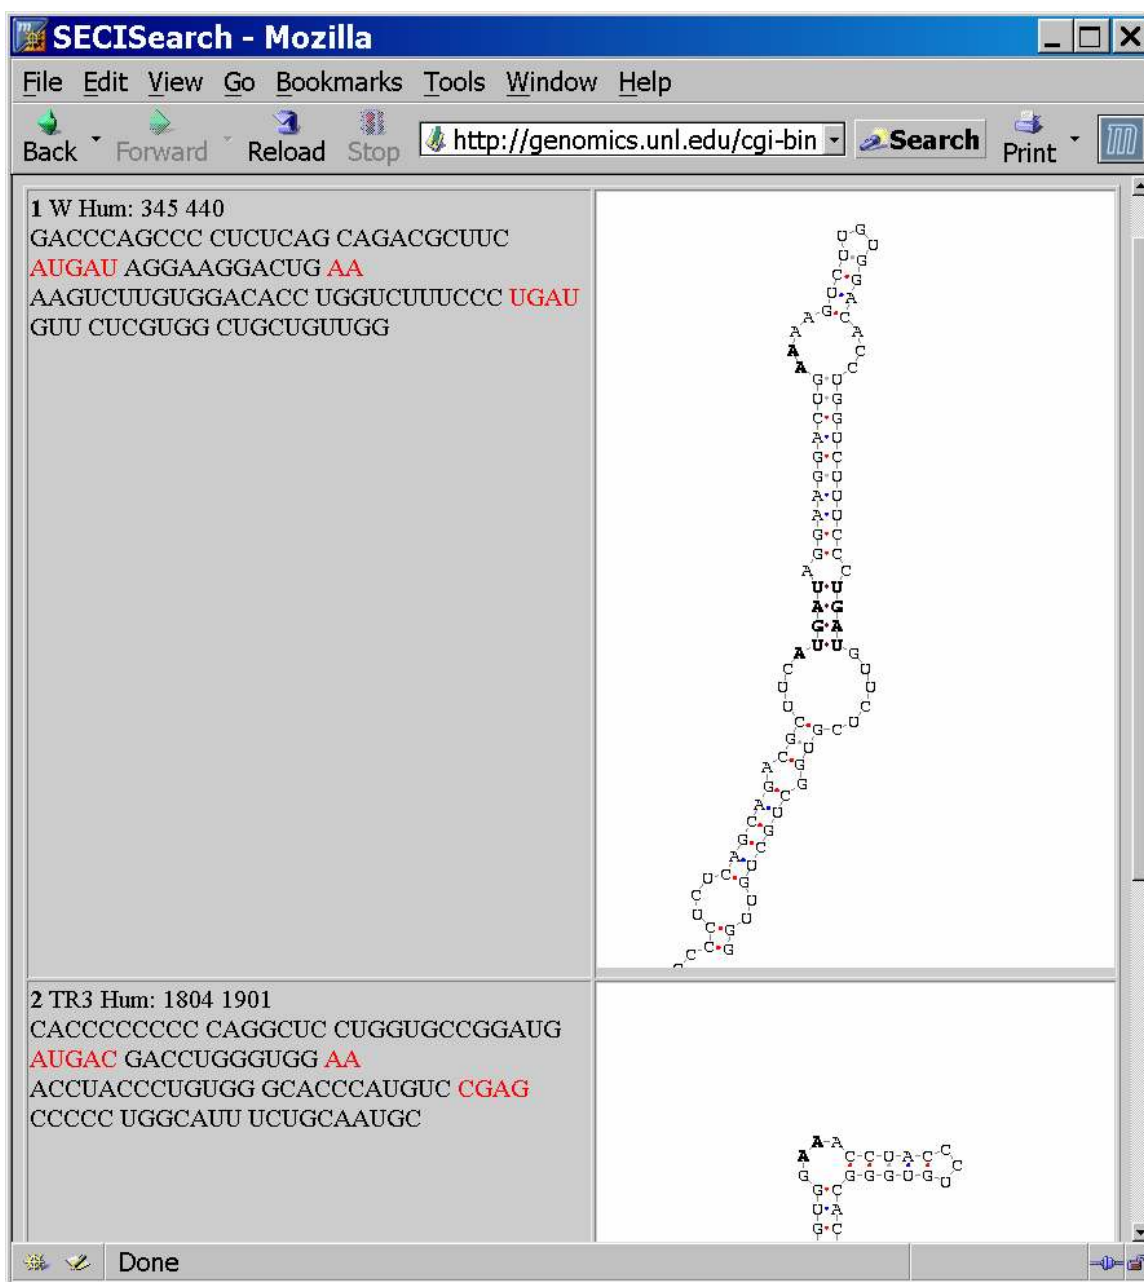 SECISearch - Mozilla
File Edit View Go Bookmarks Tools Window Help
Back Forward Reload Stop http://genomics.unl.edu/cgi-bin Search Print
1 W Hum: 345 440
GACCCAGCCC CUCUCAG CAGACGCUUC
AUGAU AGGAAGGACUG AA
AAGUCUUGUGGACACC UGGUCUUUCCC UGAU
GUU CUCGUGG CUGCUGUUGG
2 TR3 Hum: 1804 1901
CACCCCCCCC CAGGCUC CUGGUGCCGGAUG
AUGAC GACCUGGGUGG AA
ACCUACCCUGUGG GCACCCAUGUC CGAG
CCCCC UGGCAUU UCUGCAAUGC
Done